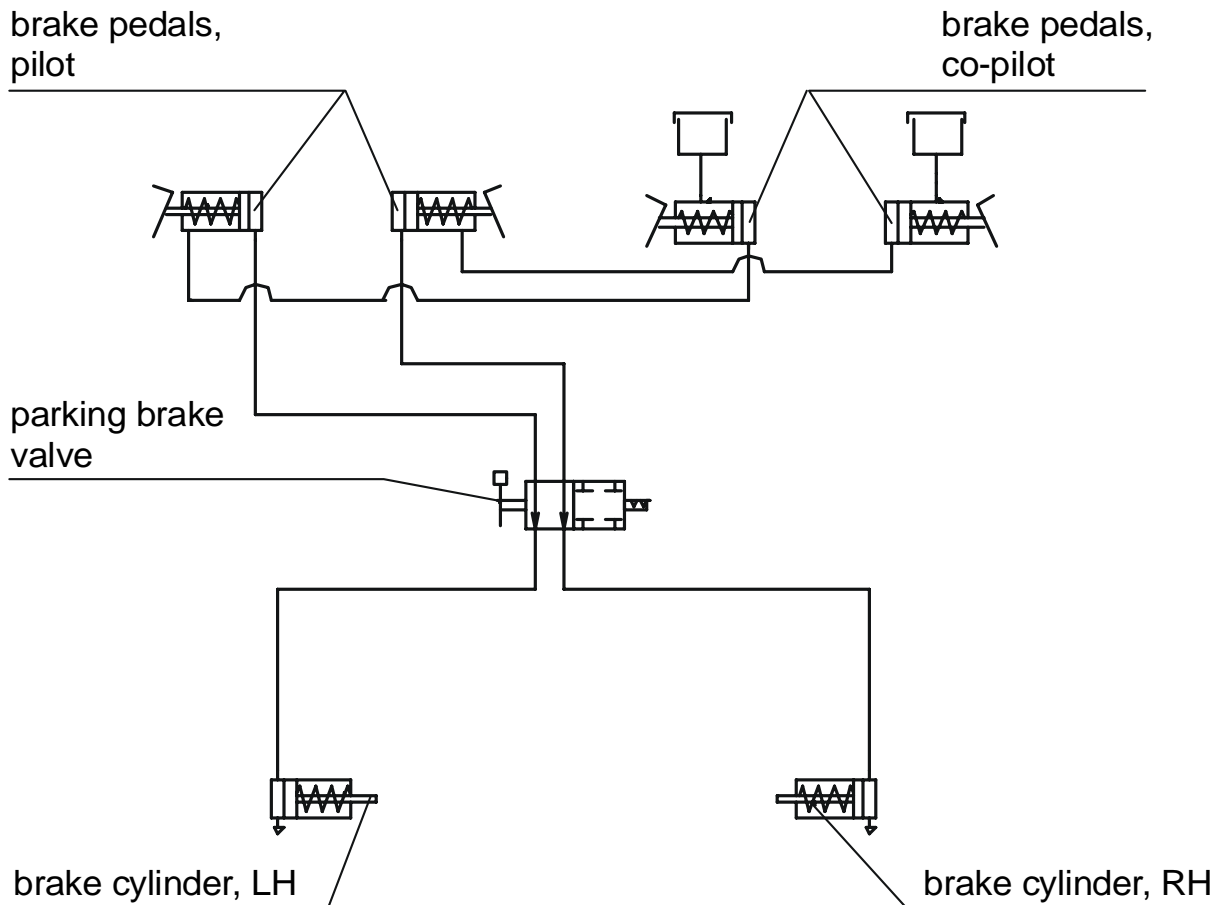 brake pedals,
pilot
brake pedals,
co-pilot
parking brake
valve
brake cylinder, LH
brake cylinder, RH